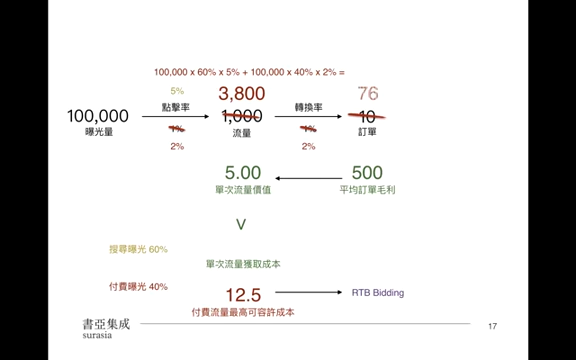 100,000 x 60% x 5% + 100,000 x 40% x 2% =
5% 3,800 76
點擊率 轉換率
100,000 1,000 10
曝光量 1% 流量 1% 訂單
2% 2%
5.00 500
單次流量價值 平均訂單毛利
V
搜尋曝光 60%
單次流量獲取成本
付費曝光 40%
12.5 RTB Bidding
付費流量最高可容許成本
書亞集成
surasia
17